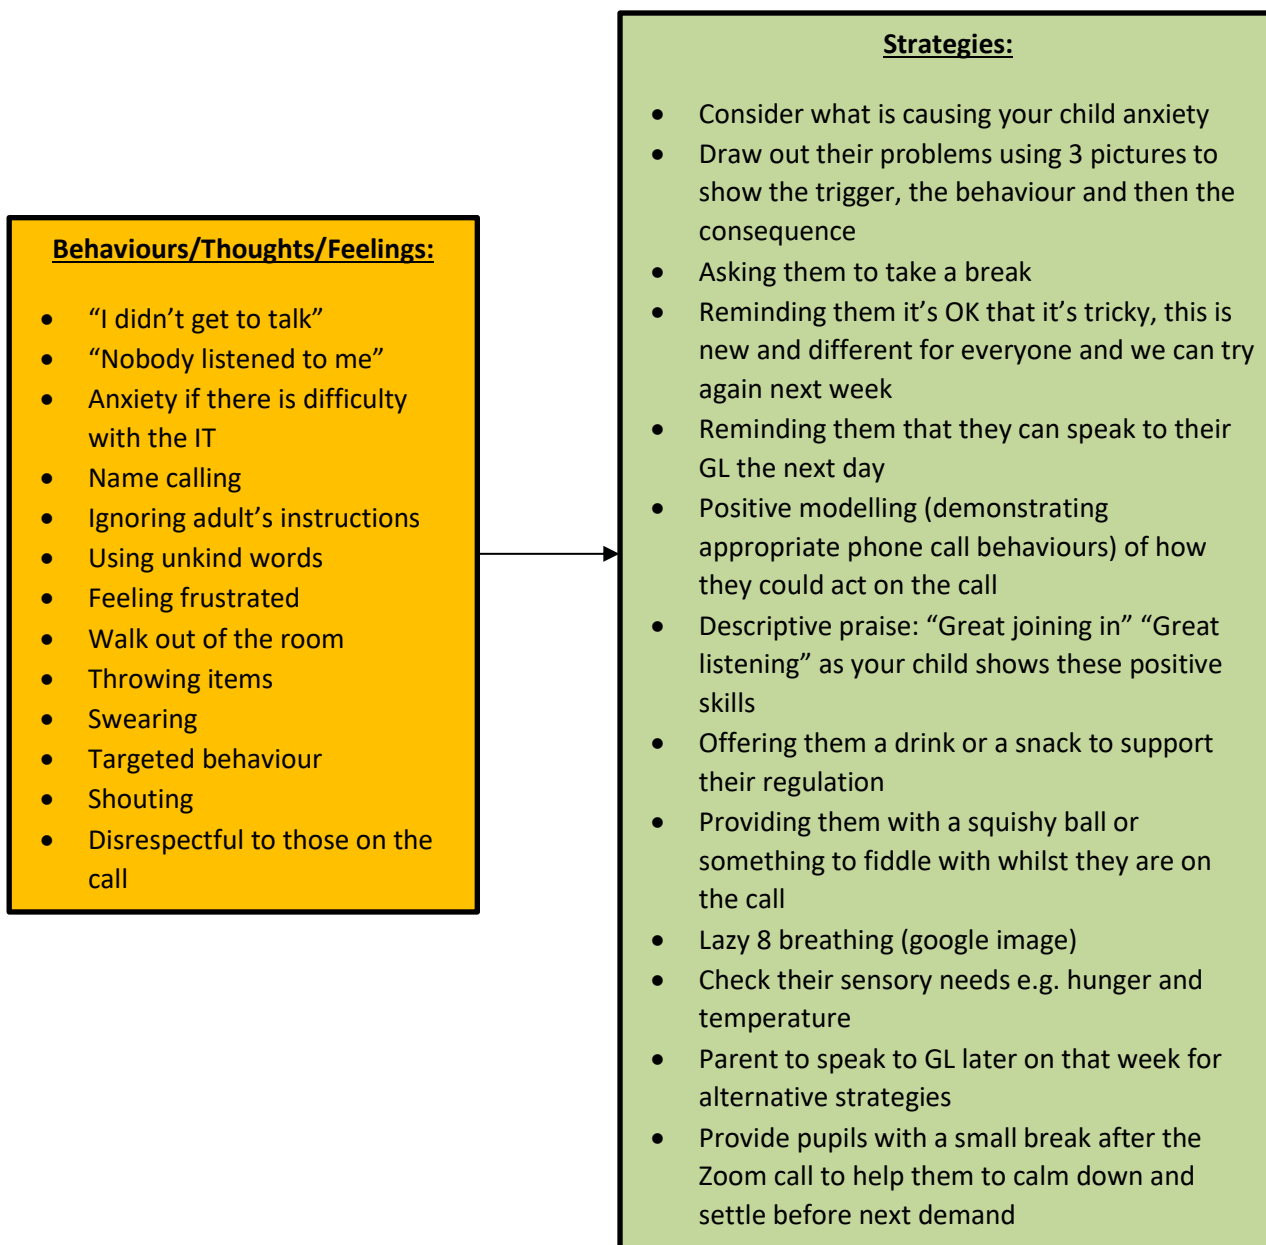 Behaviours/Thoughts/Feelings:
• “I didn’t get to talk”
• “Nobody listened to me”
• Anxiety if there is difficulty
with the IT
• Name calling
• Ignoring adult’s instructions
• Using unkind words
• Feeling frustrated
• Walk out of the room
• Throwing items
• Swearing
• Targeted behaviour
• Shouting
• Disrespectful to those on the
call
Strategies:
• Consider what is causing your child anxiety
• Draw out their problems using 3 pictures to
show the trigger, the behaviour and then the
consequence
• Asking them to take a break
• Reminding them it’s OK that it’s tricky, this is
new and different for everyone and we can try
again next week
• Reminding them that they can speak to their
GL the next day
• Positive modelling (demonstrating
appropriate phone call behaviours) of how
they could act on the call
• Descriptive praise: “Great joining in” “Great
listening” as your child shows these positive
skills
• Offering them a drink or a snack to support
their regulation
• Providing them with a squishy ball or
something to fiddle with whilst they are on
the call
• Lazy 8 breathing (google image)
• Check their sensory needs e.g. hunger and
temperature
• Parent to speak to GL later on that week for
alternative strategies
• Provide pupils with a small break after the
Zoom call to help them to calm down and
settle before next demand